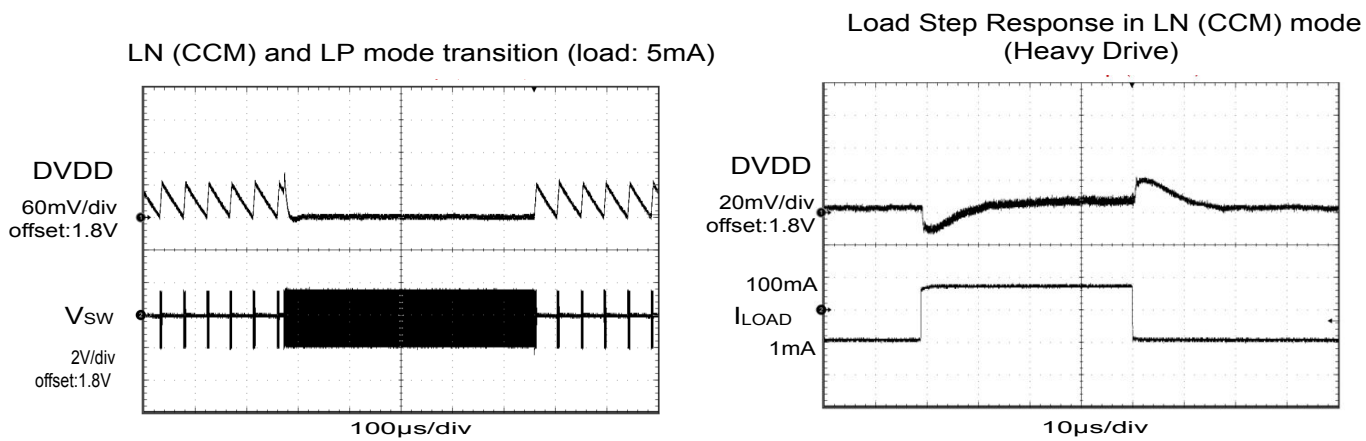 LN (CCM) and LP mode transition (load: 5mA)
DVDD
60mV/div
offset:1.8V
VSW
2V/div
offset:1.8V
100µs/div
Load Step Response in LN (CCM) mode
(Heavy Drive)
DVDD
20mV/div
offset:1.8V
100mA
ILOAD
1mA
10µs/div